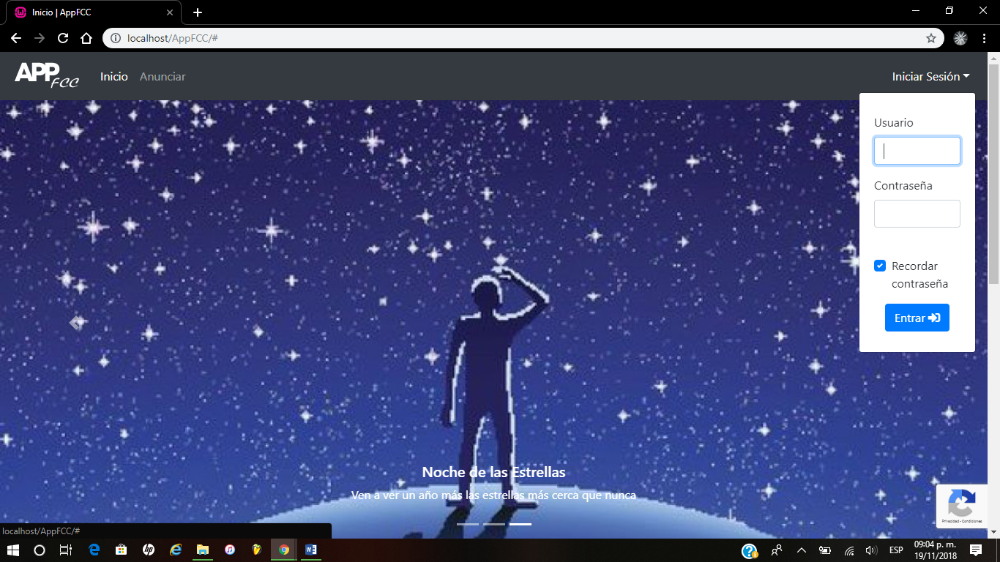 Inicio | AppFCC
localhost/AppFCC/#
APP FCC
Inicio
Anunciar
Iniciar Sesión
Usuario
Contraseña
Recordar
contraseña
Entrar
Noche de las Estrellas
Ven a ver un año más las estrellas más cerca que nunca
Privacidad - Condiciones
localhost/AppFCC/#
ESP
09:04 p. m.
19/11/2018